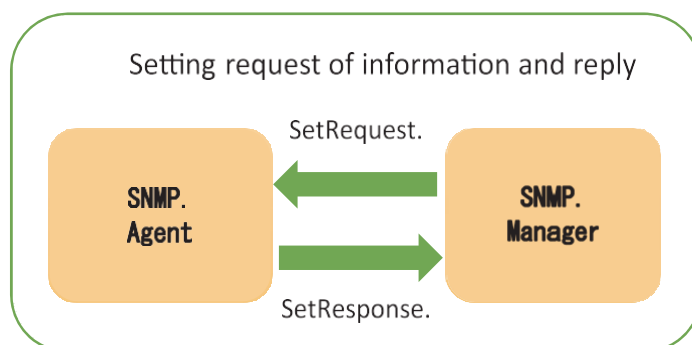 Setting request of information and reply
SetRequest.
SNMP.
Agent
SNMP.
Manager
SetResponse.